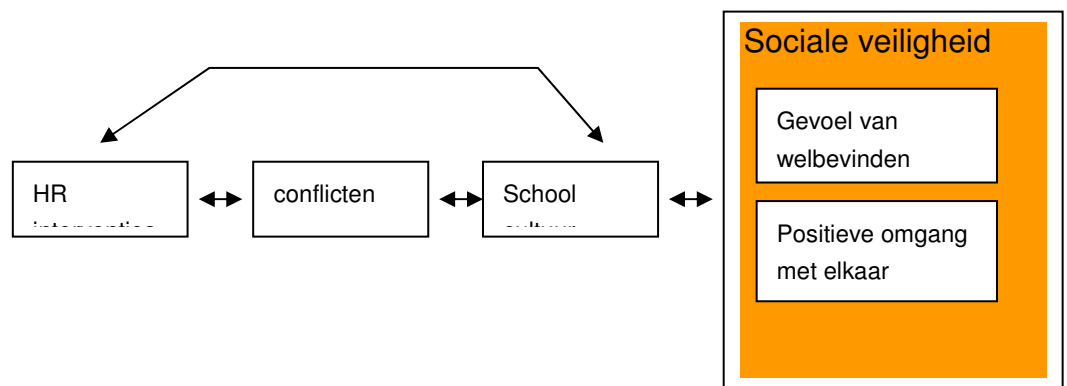 Sociale veiligheid
Gevoel van
welbevinden
HR
conflicten
School
Positieve omgang
met elkaar